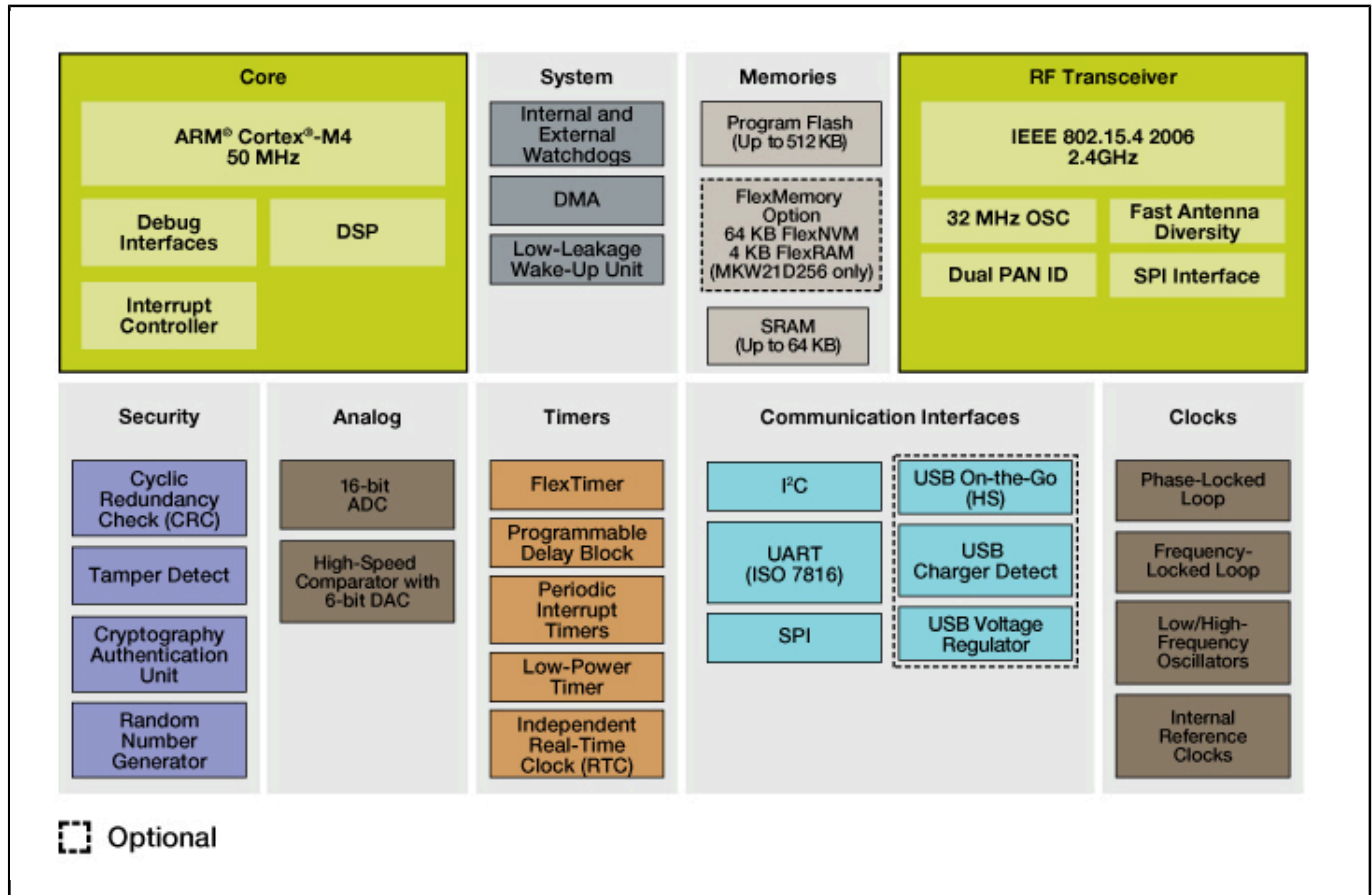 Core
ARM® Cortex®-M4
50 MHz
Debug
Interfaces
DSP
Interrupt
Controller
System
Internal and
External
Watchdogs
DMA
Low-Leakage
Wake-Up Unit
Memories
Program Flash
(Up to 512 KB)
FlexMemory
Option
64 KB FlexNVM
4 KB FlexRAM
(MKW21D256 only)
SRAM
(Up to 64 KB)
RF Transceiver
IEEE 802.15.4 2006
2.4GHz
32 MHz OSC
Fast Antenna
Diversity
Dual PAN ID
SPI Interface
Security
Cyclic
Redundancy
Check (CRC)
Tamper Detect
Cryptography
Authentication
Unit
Random
Number
Generator
Analog
16-bit
ADC
High-Speed
Comparator with
6-bit DAC
Timers
FlexTimer
Programmable
Delay Block
Periodic
Interrupt
Timers
Low-Power
Timer
Independent
Real-Time
Clock (RTC)
Communication Interfaces
I²C
UART
(ISO 7816)
SPI
USB On-the-Go
(HS)
USB
Charger Detect
USB Voltage
Regulator
Clocks
Phase-Locked
Loop
Frequency-
Locked Loop
Low/High-
Frequency
Oscillators
Internal
Reference
Clocks
Optional